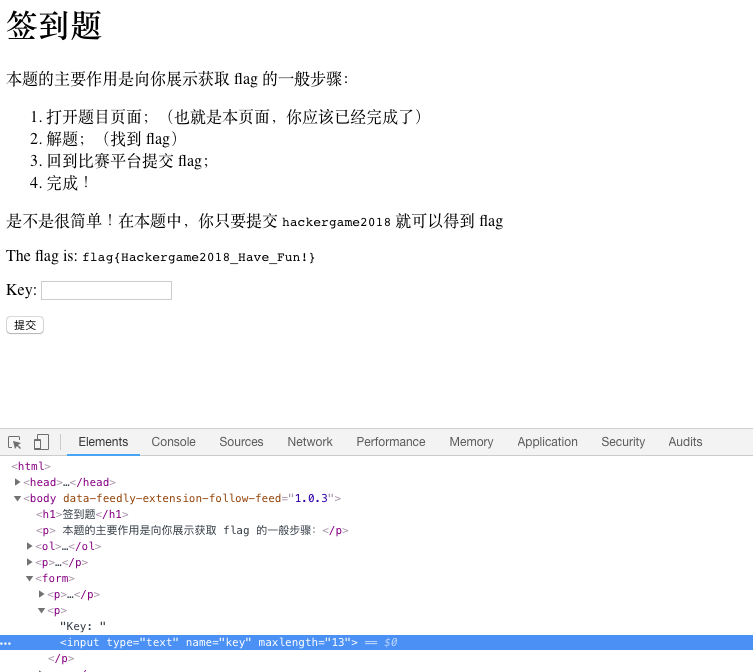 签到题
本题的主要作用是向你展示获取 flag 的一般步骤：
1. 打开题目页面；（也就是本页面，你应该已经完成了）
2. 解题；（找到 flag）
3. 回到比赛平台提交 flag；
4. 完成！
是不是很简单！在本题中，你只要提交 hackergame2018 就可以得到 flag
The flag is: flag{Hackergame2018_Have_Fun!}
Key:
提交
Elements Console Sources Network Performance Memory Application Security Audits
<html>
<head>…</head>
<body data-feedly-extension-follow-feed="1.0.3">
<h1>签到题</h1>
<p> 本题的主要作用是向你展示获取 flag 的一般步骤：</p>
<ol>…</ol>
<p>…</p>
<form>
<p>…</p>
<p>
"Key: "
<input type="text" name="key" maxlength="13"> == $0
</p>